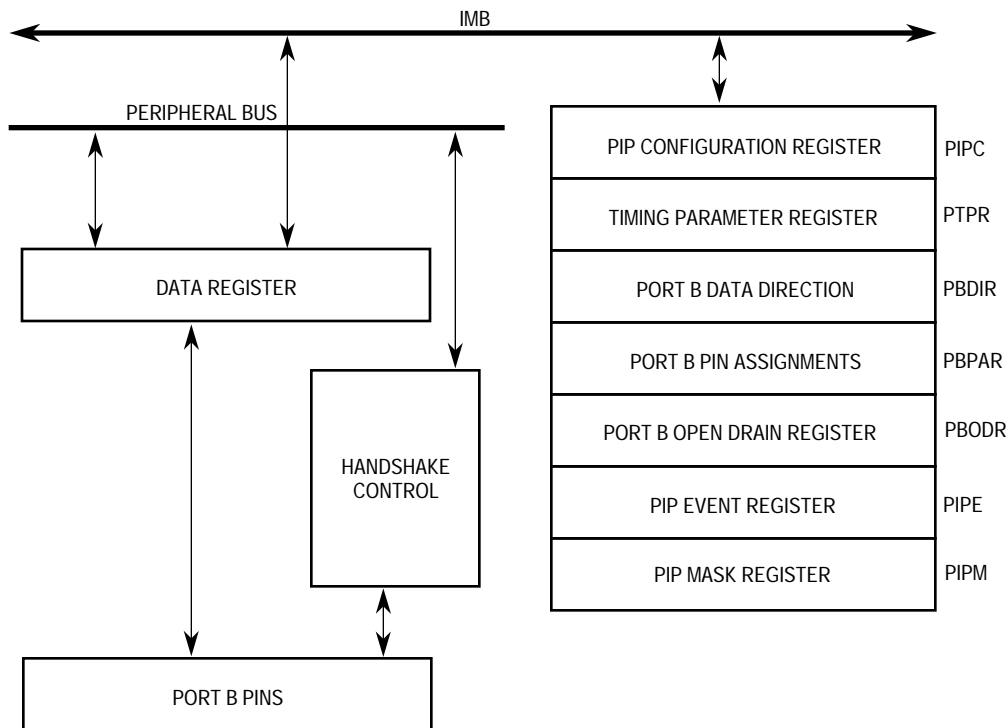 IMB
PERIPHERAL BUS
PIP CONFIGURATION REGISTER PIPC
TIMING PARAMETER REGISTER PTPR
DATA REGISTER
PORT B DATA DIRECTION PBDIR
PORT B PIN ASSIGNMENTS PBPAR
PORT B OPEN DRAIN REGISTER PBODR
HANDSHAKE
CONTROL
PIP EVENT REGISTER PIPE
PIP MASK REGISTER PIPM
PORT B PINS